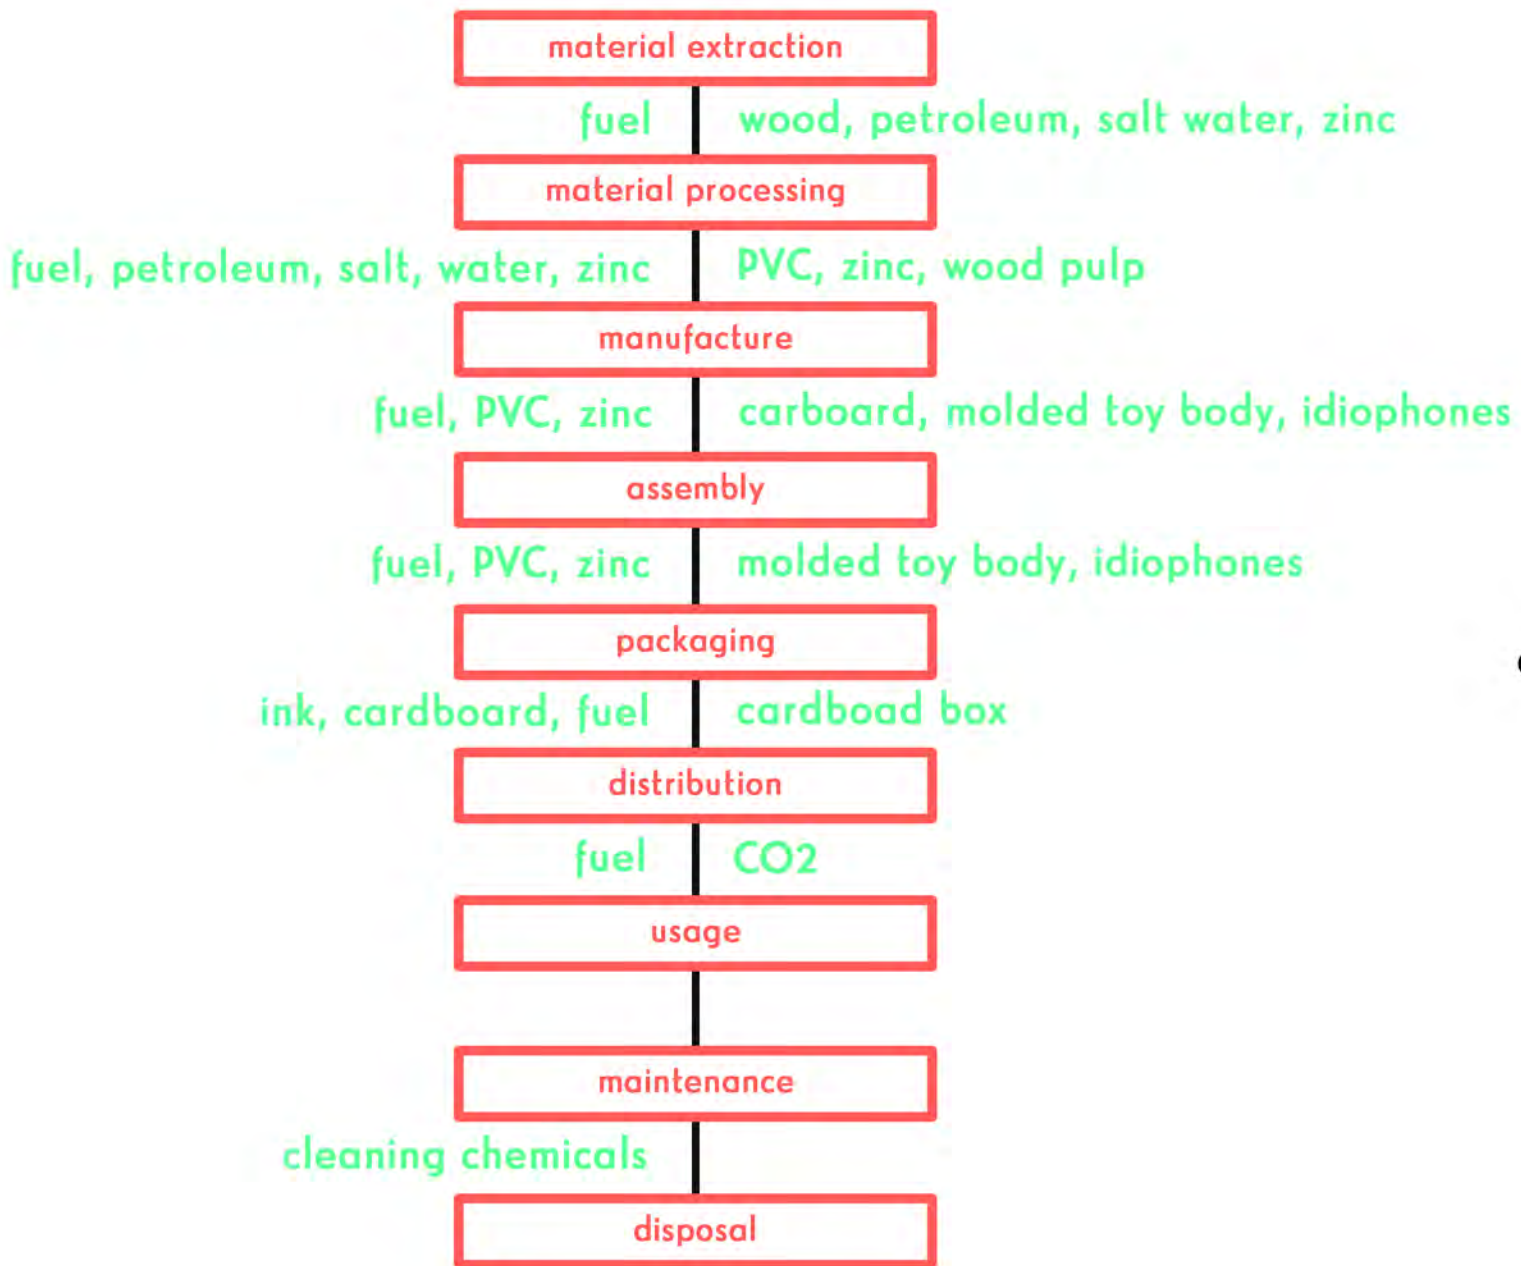 material extraction
fuel wood, petroleum, salt water, zinc
material processing
fuel, petroleum, salt, water, zinc PVC, zinc, wood pulp
manufacture
fuel, PVC, zinc carboard, molded toy body, idiophones
assembly
fuel, PVC, zinc molded toy body, idiophones
packaging
ink, cardboard, fuel cardboad box
distribution
fuel CO2
usage
maintenance
cleaning chemicals
disposal